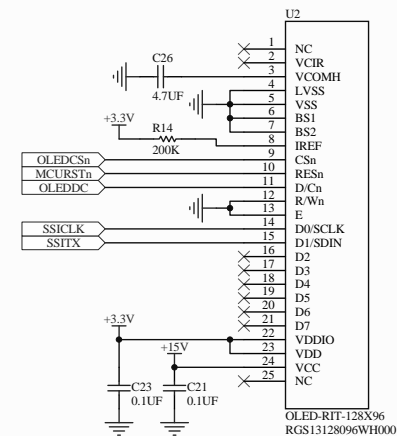 U2
1 NC
2 VCIR
C26
3 VCOMH
4.7UF
4 LVSS
5 VSS
6 BS1
7 BS2
+3.3V
R14
8 IREF
200K
OLEDCSn 9 CSn
MCURSTn 10 RESn
OLEDDC 11 D/Cn
12 R/Wn
13 E
SSICLK 14 D0/SCLK
SSITX 15 D1/SDIN
16 D2
17 D3
18 D4
19 D5
20 D6
21 D7
+3.3V
22 VDDIO
23 VDD
+15V
24 VCC
25 NC
C23 C21
0.1UF 0.1UF
OLED-RIT-128X96
RGS13128096WH000